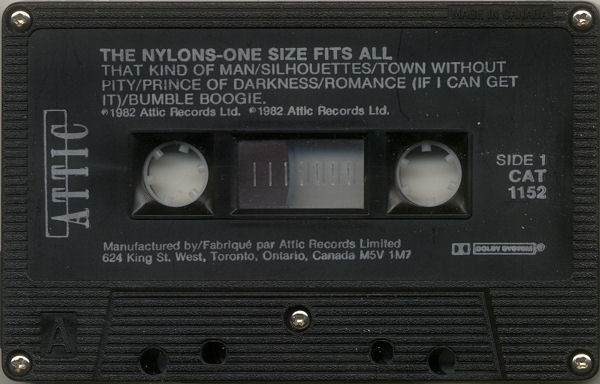 MADE IN CANADA
THE NYLONS-ONE SIZE FITS ALL
THAT KIND OF MAN/SILHOUETTES/TOWN WITHOUT
PITY/PRINCE OF DARKNESS/ROMANCE (IF I CAN GET
IT)/BUMBLE BOOGIE.
℗1982 Attic Records Ltd. ©1982 Attic Records Ltd.
ATTIC
SIDE 1
CAT
1152
Manufactured by/Fabriqué par Attic Records Limited
624 King St. West, Toronto, Ontario, Canada M5V 1M7
DOLBY SYSTEM®
A